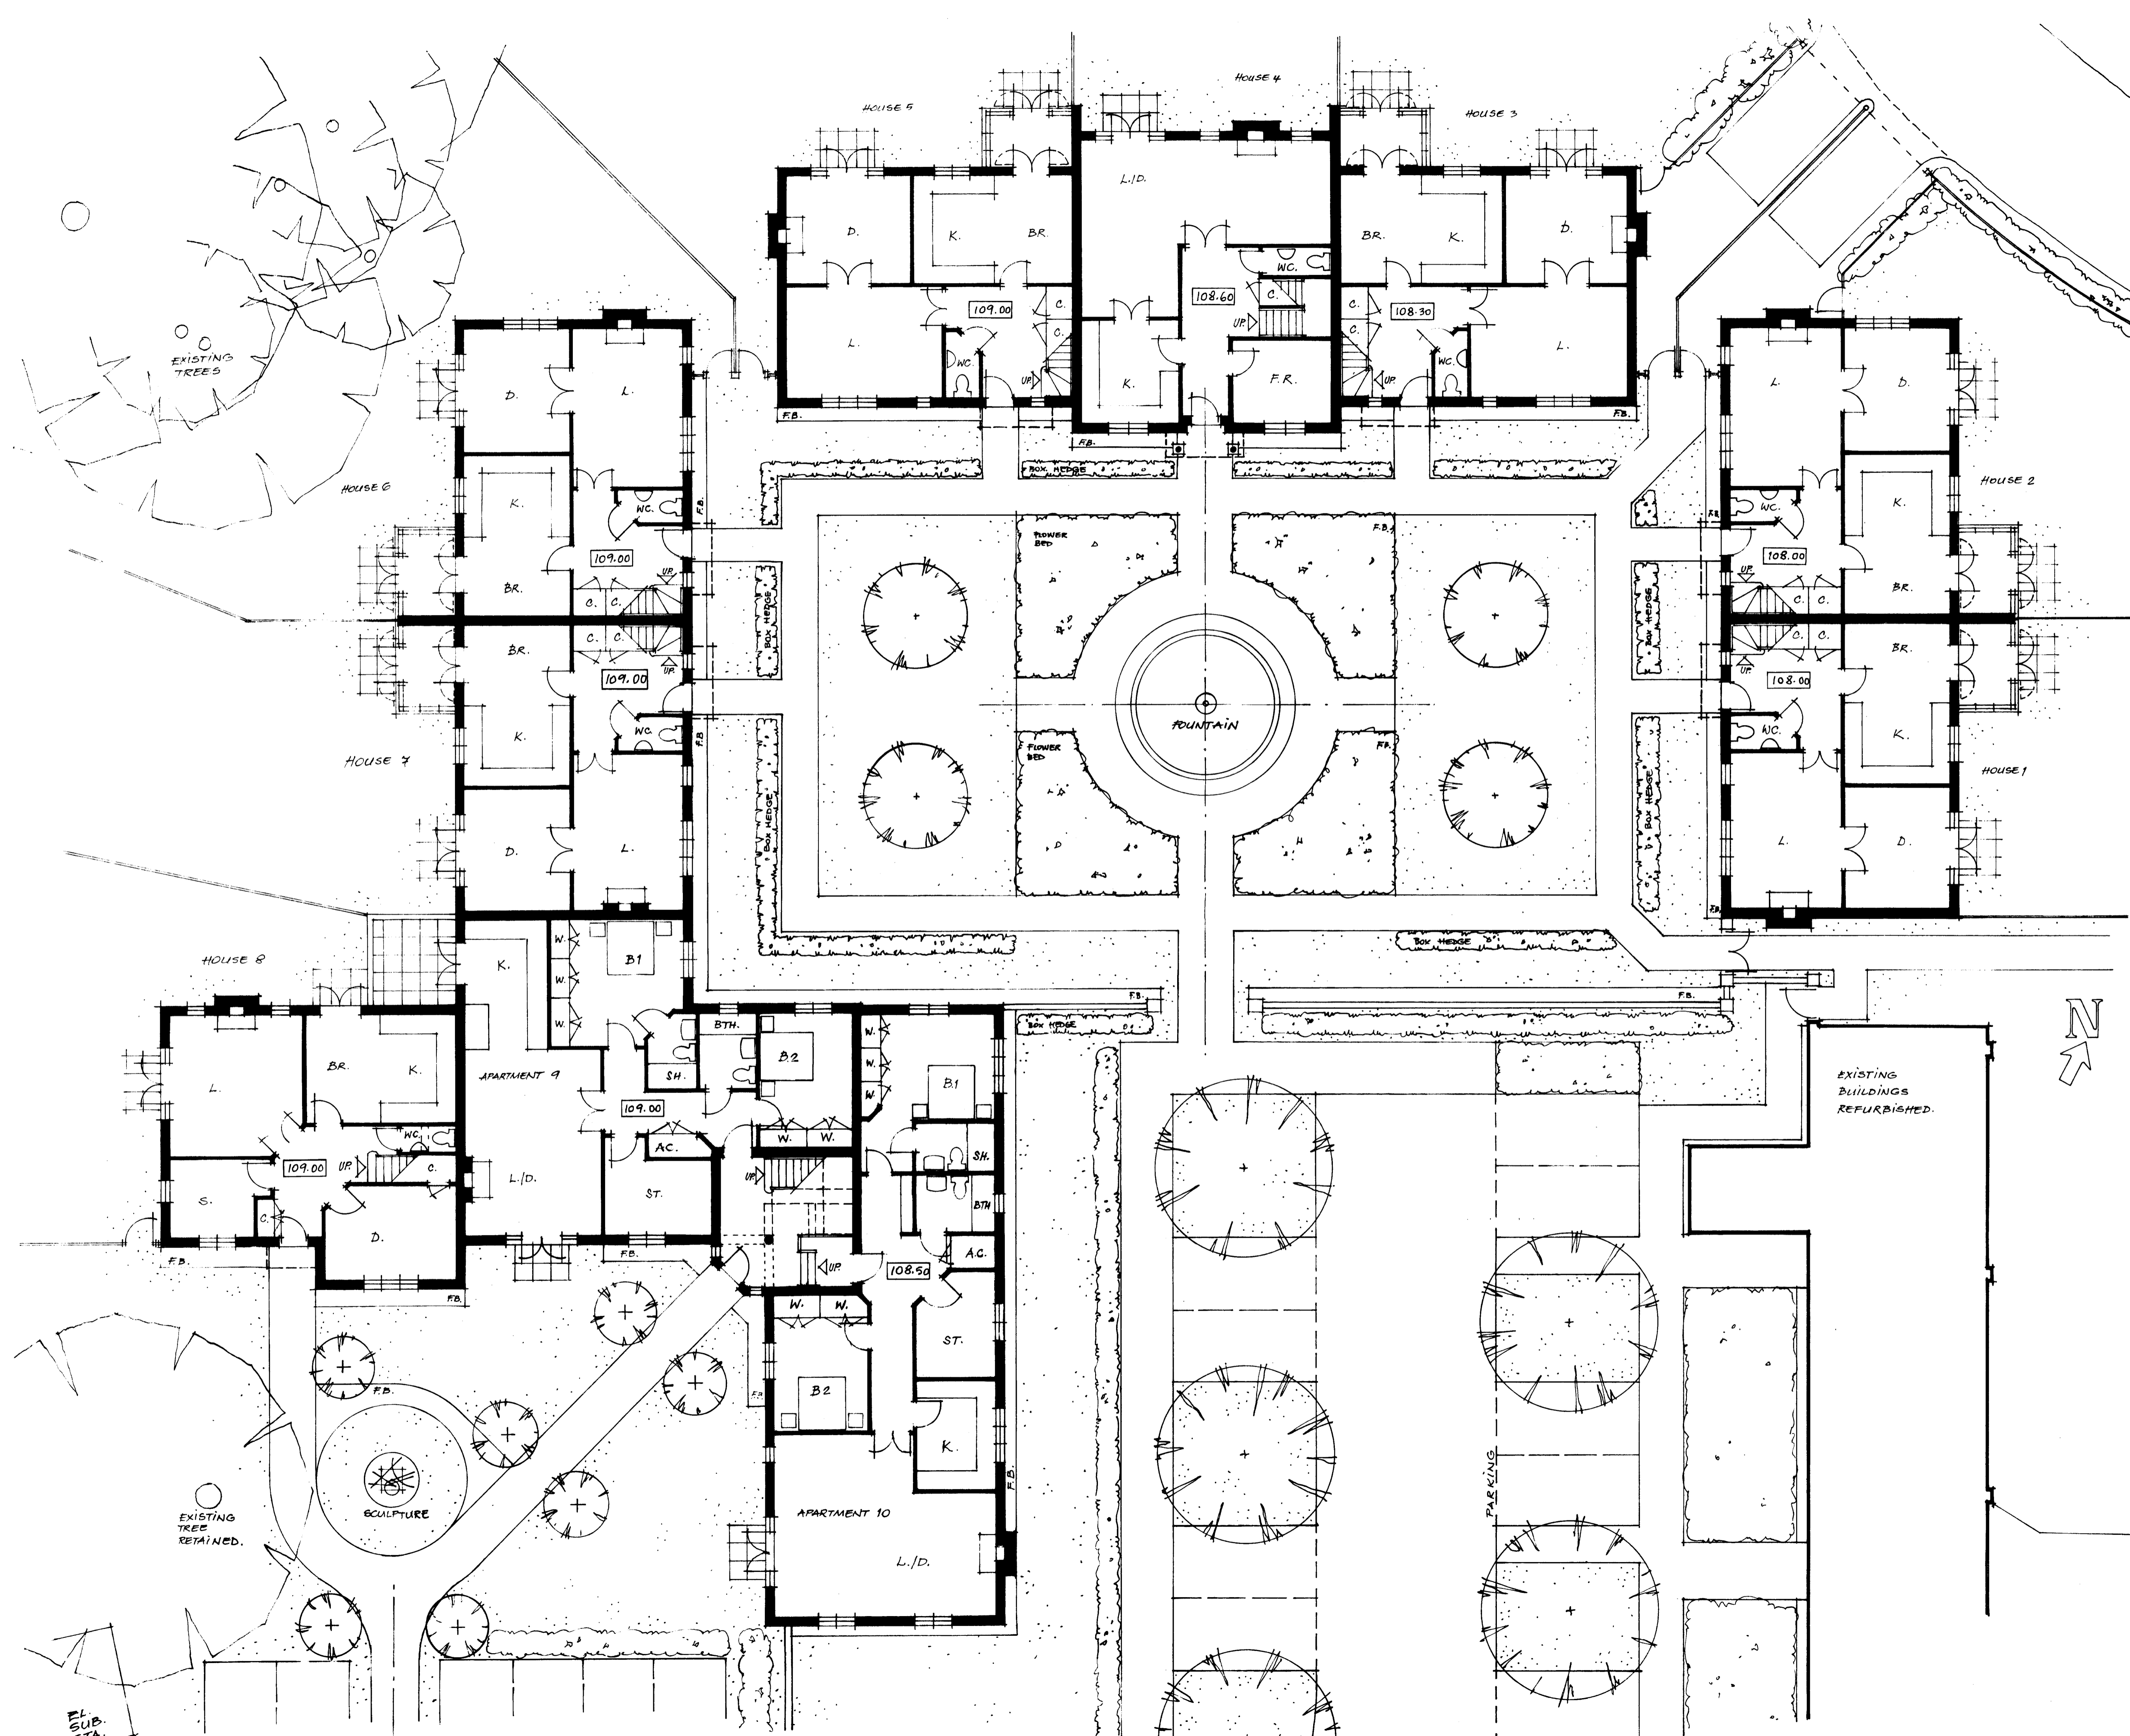 HOUSE 5
HOUSE 4
HOUSE 3
L./D.
D.
K.
BR.
BR.
K.
D.
WC.
C.
UP.
109.00
108.60
108.30
C.
C.
C.
C.
L.
WC.
UP.
K.
F.R.
UP.
WC.
L.
F.B.
F.B.
F.B.
BOX HEDGE
EXISTING
TREES
D.
L.
HOUSE 6
K.
WC.
F.B.
109.00
UP.
BR.
C.
C.
BR.
C.
C.
UP.
109.00
K.
WC.
F.B.
HOUSE 7
D.
L.
BOX HEDGE
BOX HEDGE
FLOWER
BED
F.B.
FOUNTAIN
FLOWER
BED
F.B.
BOX HEDGE
BOX HEDGE
L.
D.
HOUSE 2
WC.
K.
F.B.
108.00
UP.
C.
C.
BR.
C.
C.
BR.
UP.
108.00
WC.
K.
HOUSE 1
L.
D.
F.B.
BOX HEDGE
F.B.
F.B.
BOX HEDGE
N
HOUSE 8
K.
W.
W.
W.
B1
L.
BR.
K.
WC.
109.00
UP.
C.
S.
C.
D.
F.B.
F.B.
APARTMENT 9
SH.
BTH.
B.2
109.00
A.C.
W.
W.
L./D.
ST.
F.B.
UP.
UP.
W.
W.
W.
B.1
SH.
BTH
A.C.
108.50
W.
W.
ST.
B2
F.B.
K.
F.B.
APARTMENT 10
L./D.
F.B.
SCULPTURE
EXISTING
TREE
RETAINED.
PARKING
EXISTING
BUILDINGS
REFURBISHED.
EL.
SUB.